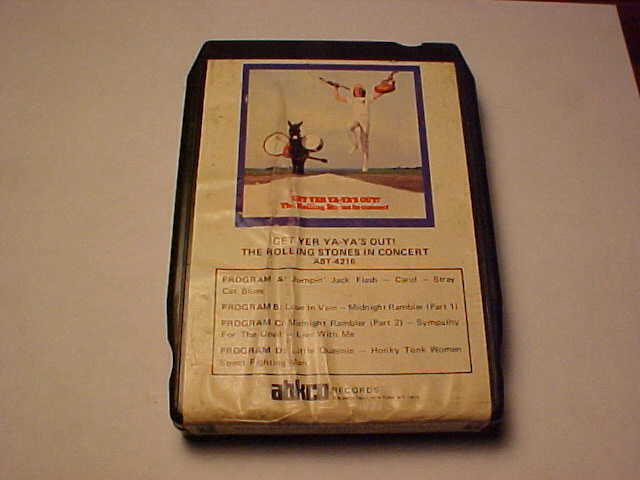 GET YER YA-YA'S OUT!
The Rolling Stones in concert
GET YER YA-YA'S OUT!
THE ROLLING STONES IN CONCERT
ABT-4216
PROGRAM A: Jumpin' Jack Flash – Carol – Stray
Cat Blues
PROGRAM B: Love In Vain – Midnight Rambler (Part 1)
PROGRAM C: Midnight Rambler (Part 2) – Sympathy
For The Devil – Live With Me
PROGRAM D: Little Queenie – Honky Tonk Women
Street Fighting Man
abkco RECORDS